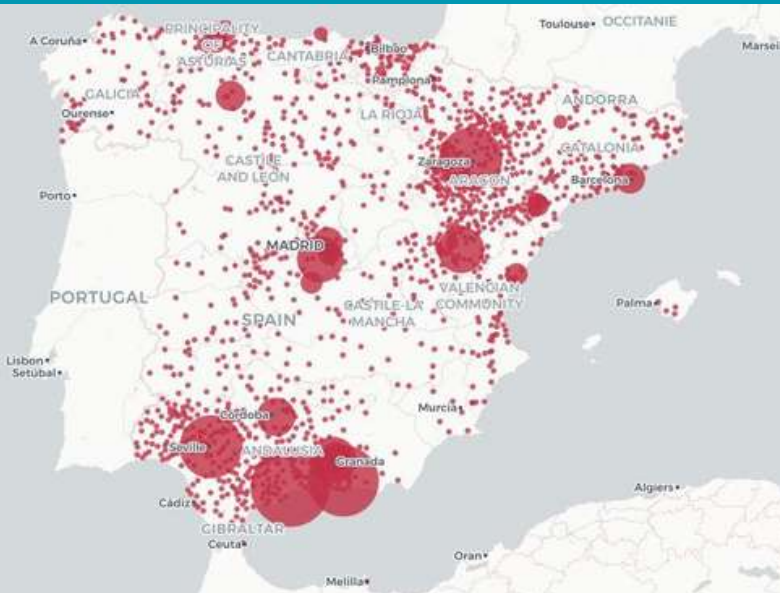 Toulouse
OCCITANIE
A Coruña
PRINCIPALITY
OF
ASTURIAS
CANTABRIA
Bilbao
Marsei
Pamplona
GALICIA
Ourense
LA RIOJA
ANDORRA
CATALONIA
CASTILE
AND LEÓN
Zaragoza
ARAGON
Barcelona
Porto
MADRID
PORTUGAL
VALENCIAN
COMMUNITY
CASTILE-LA
MANCHA
SPAIN
Palma
Lisbon
Setúbal
Murcia
Córdoba
Seville
ANDALUSIA
Granada
Cádiz
GIBRALTAR
Ceuta
Algiers
Oran
Melilla